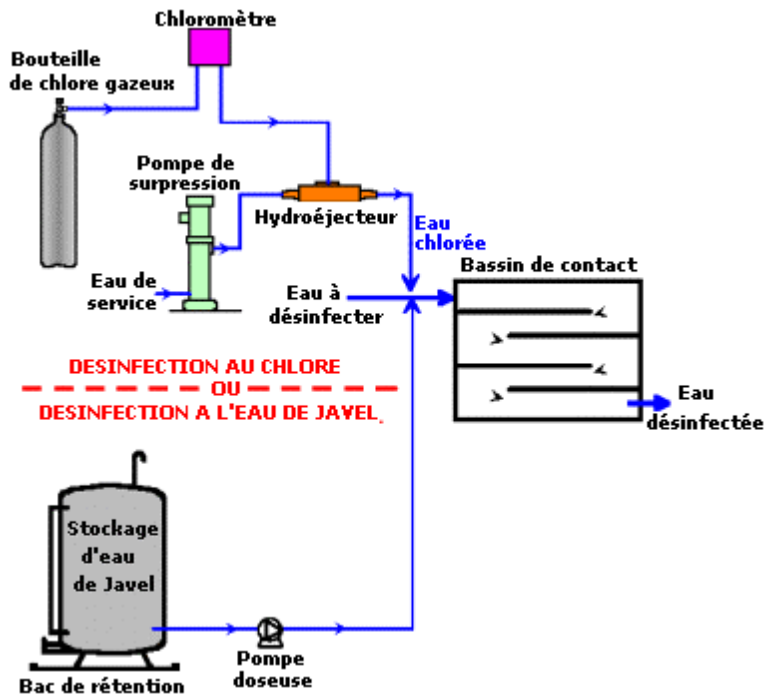 Chloromètre
Bouteille
de chlore gazeux
Pompe de
surpression
Hydroéjecteur
Eau
chlorée
Bassin de contact
Eau de
service
Eau à
désinfecter
DESINFECTION AU CHLORE
OU
DESINFECTION A L'EAU DE JAVEL.
Eau
désinfectée
Stockage
d'eau
de Javel
Pompe
doseuse
Bac de rétention